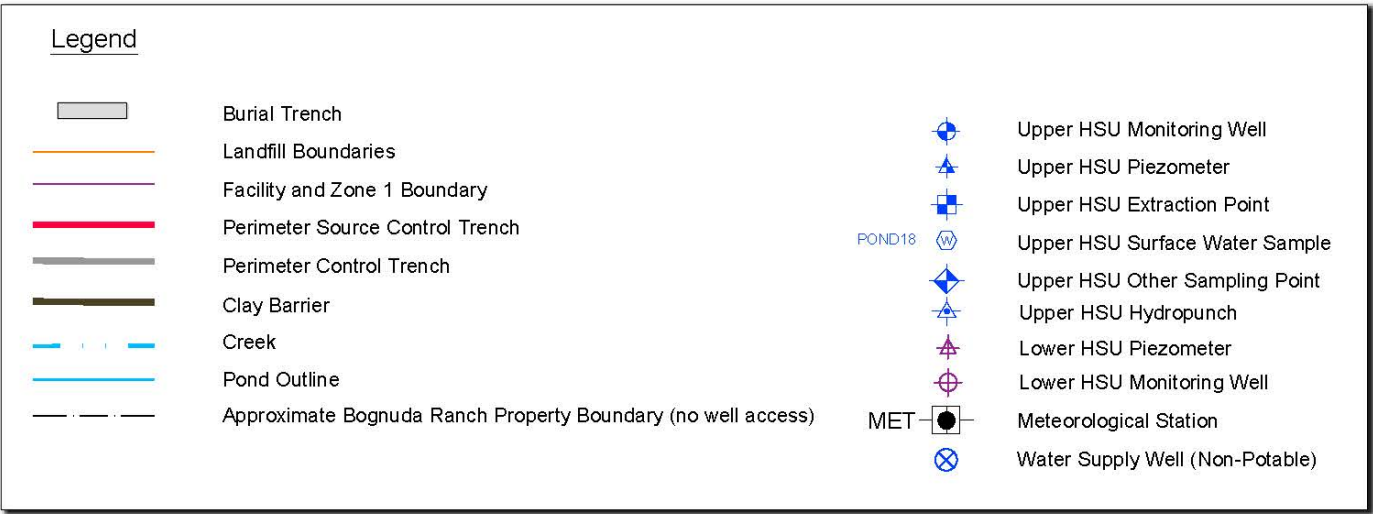 Legend
Burial Trench
Landfill Boundaries
Facility and Zone 1 Boundary
Perimeter Source Control Trench
Perimeter Control Trench
Clay Barrier
Creek
Pond Outline
Approximate Bognuda Ranch Property Boundary (no well access)
Upper HSU Monitoring Well
Upper HSU Piezometer
Upper HSU Extraction Point
POND18 W Upper HSU Surface Water Sample
Upper HSU Other Sampling Point
Upper HSU Hydropunch
Lower HSU Piezometer
Lower HSU Monitoring Well
MET Meteorological Station
Water Supply Well (Non-Potable)